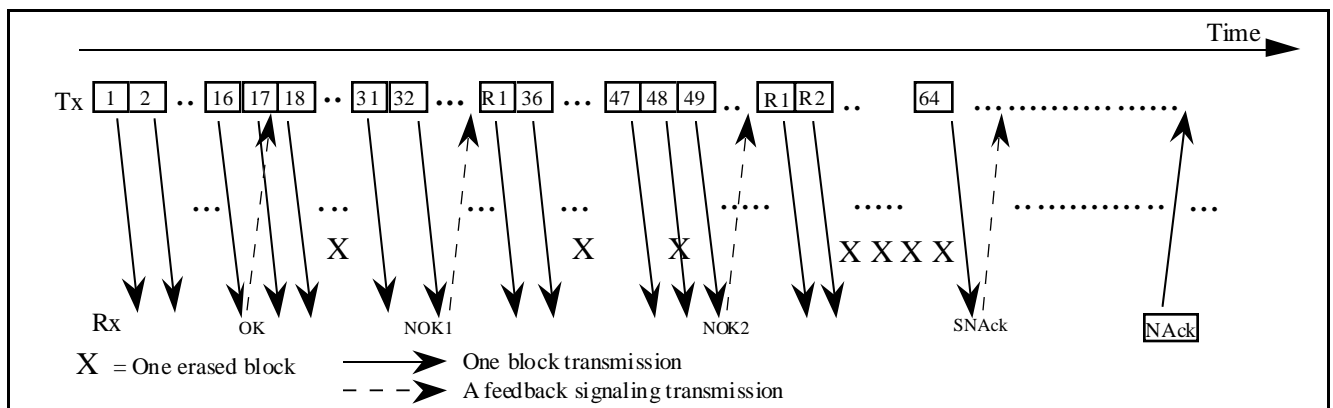 Time
Tx 1 2 .. 16 17 18 .. 31 32 ... R1 36 ... 47 48 49 .. R1 R2 .. 64 ......................
... ... ... ... ..... ..... ................ ...
X X X X X X X
Rx OK NOK1 NOK2 SNAck NAck
X = One erased block
One block transmission
A feedback signaling transmission